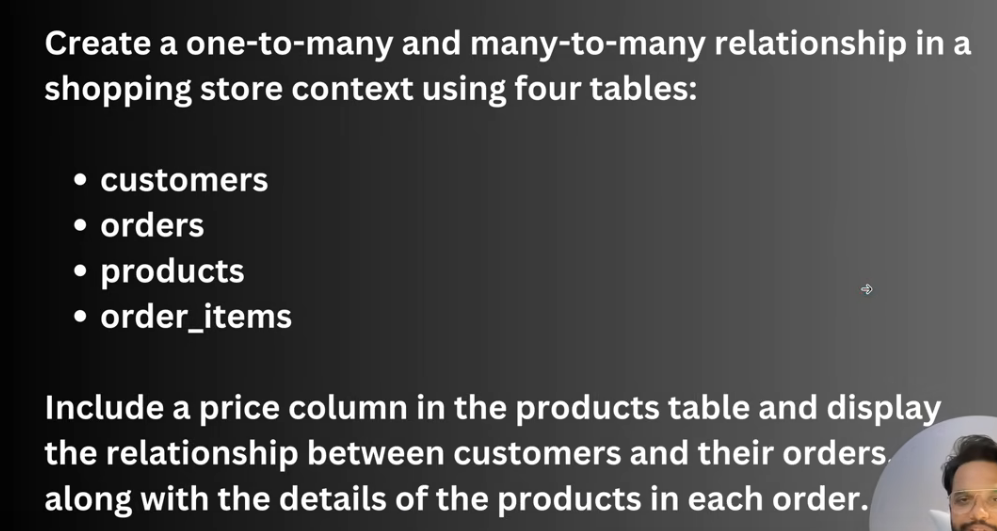 Create a one-to-many and many-to-many relationship in a
shopping store context using four tables:
• customers
• orders
• products
• order_items
Include a price column in the products table and display
the relationship between customers and their orders,
along with the details of the products in each order.